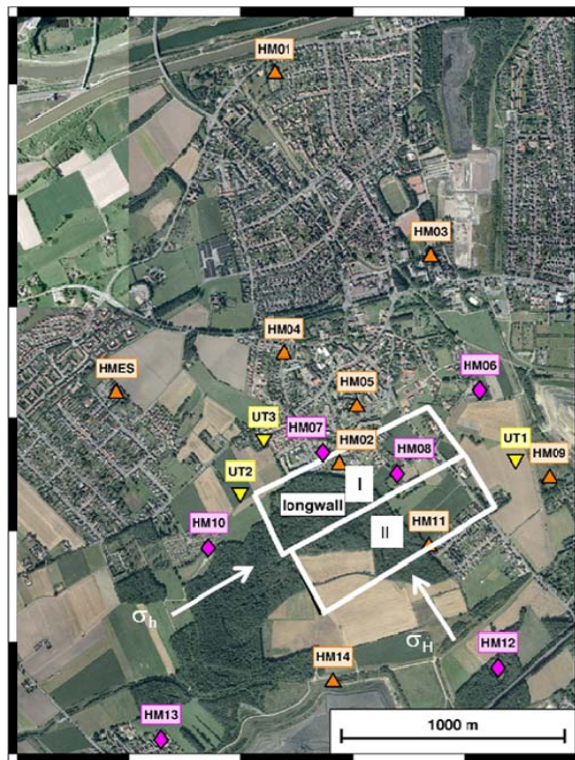 HM01
HM03
HM04
HMES
HM06
HM05
UT3
HM07
HM02
UT1
HM09
HM08
UT2
I
longwall
HM10
II
HM11
σh
σH
HM12
HM14
HM13
1000 m